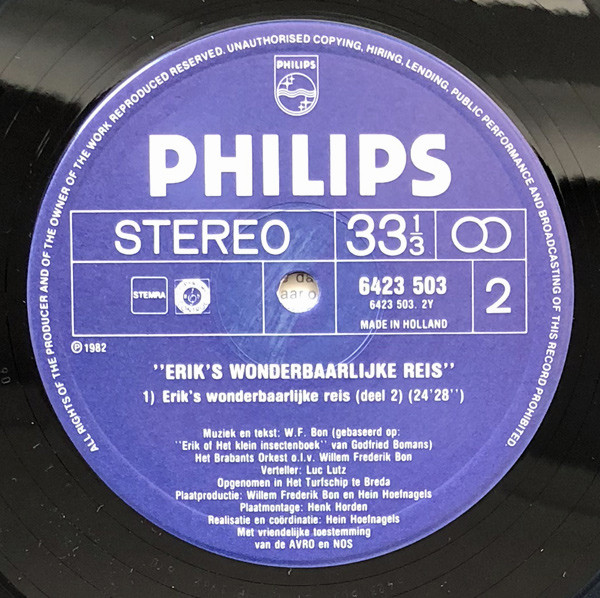 ALL RIGHTS OF THE PRODUCER AND OF THE OWNER OF THE WORK REPRODUCED RESERVED. UNAUTHORISED COPYING, HIRING, LENDING, PUBLIC PERFORMANCE AND BROADCASTING OF THIS RECORD PROHIBITED.
PHILIPS
PHILIPS
STEREO 33 1/3
STEMRA
6423 503
6423 503. 2Y
MADE IN HOLLAND
2
℗ 1982
"ERIK'S WONDERBAARLIJKE REIS"
1) Erik's wonderbaarlijke reis (deel 2) (24'28")
Muziek en tekst: W.F. Bon (gebaseerd op:
"Erik of Het klein insectenboek" van Godfried Bomans)
Het Brabants Orkest o.l.v. Willem Frederik Bon
Verteller: Luc Lutz
Opgenomen in Het Turfschip te Breda
Plaatproductie: Willem Frederik Bon en Hein Hoefnagels
Plaatmontage: Henk Horden
Realisatie en coördinatie: Hein Hoefnagels
Met vriendelijke toestemming
van de AVRO en NOS